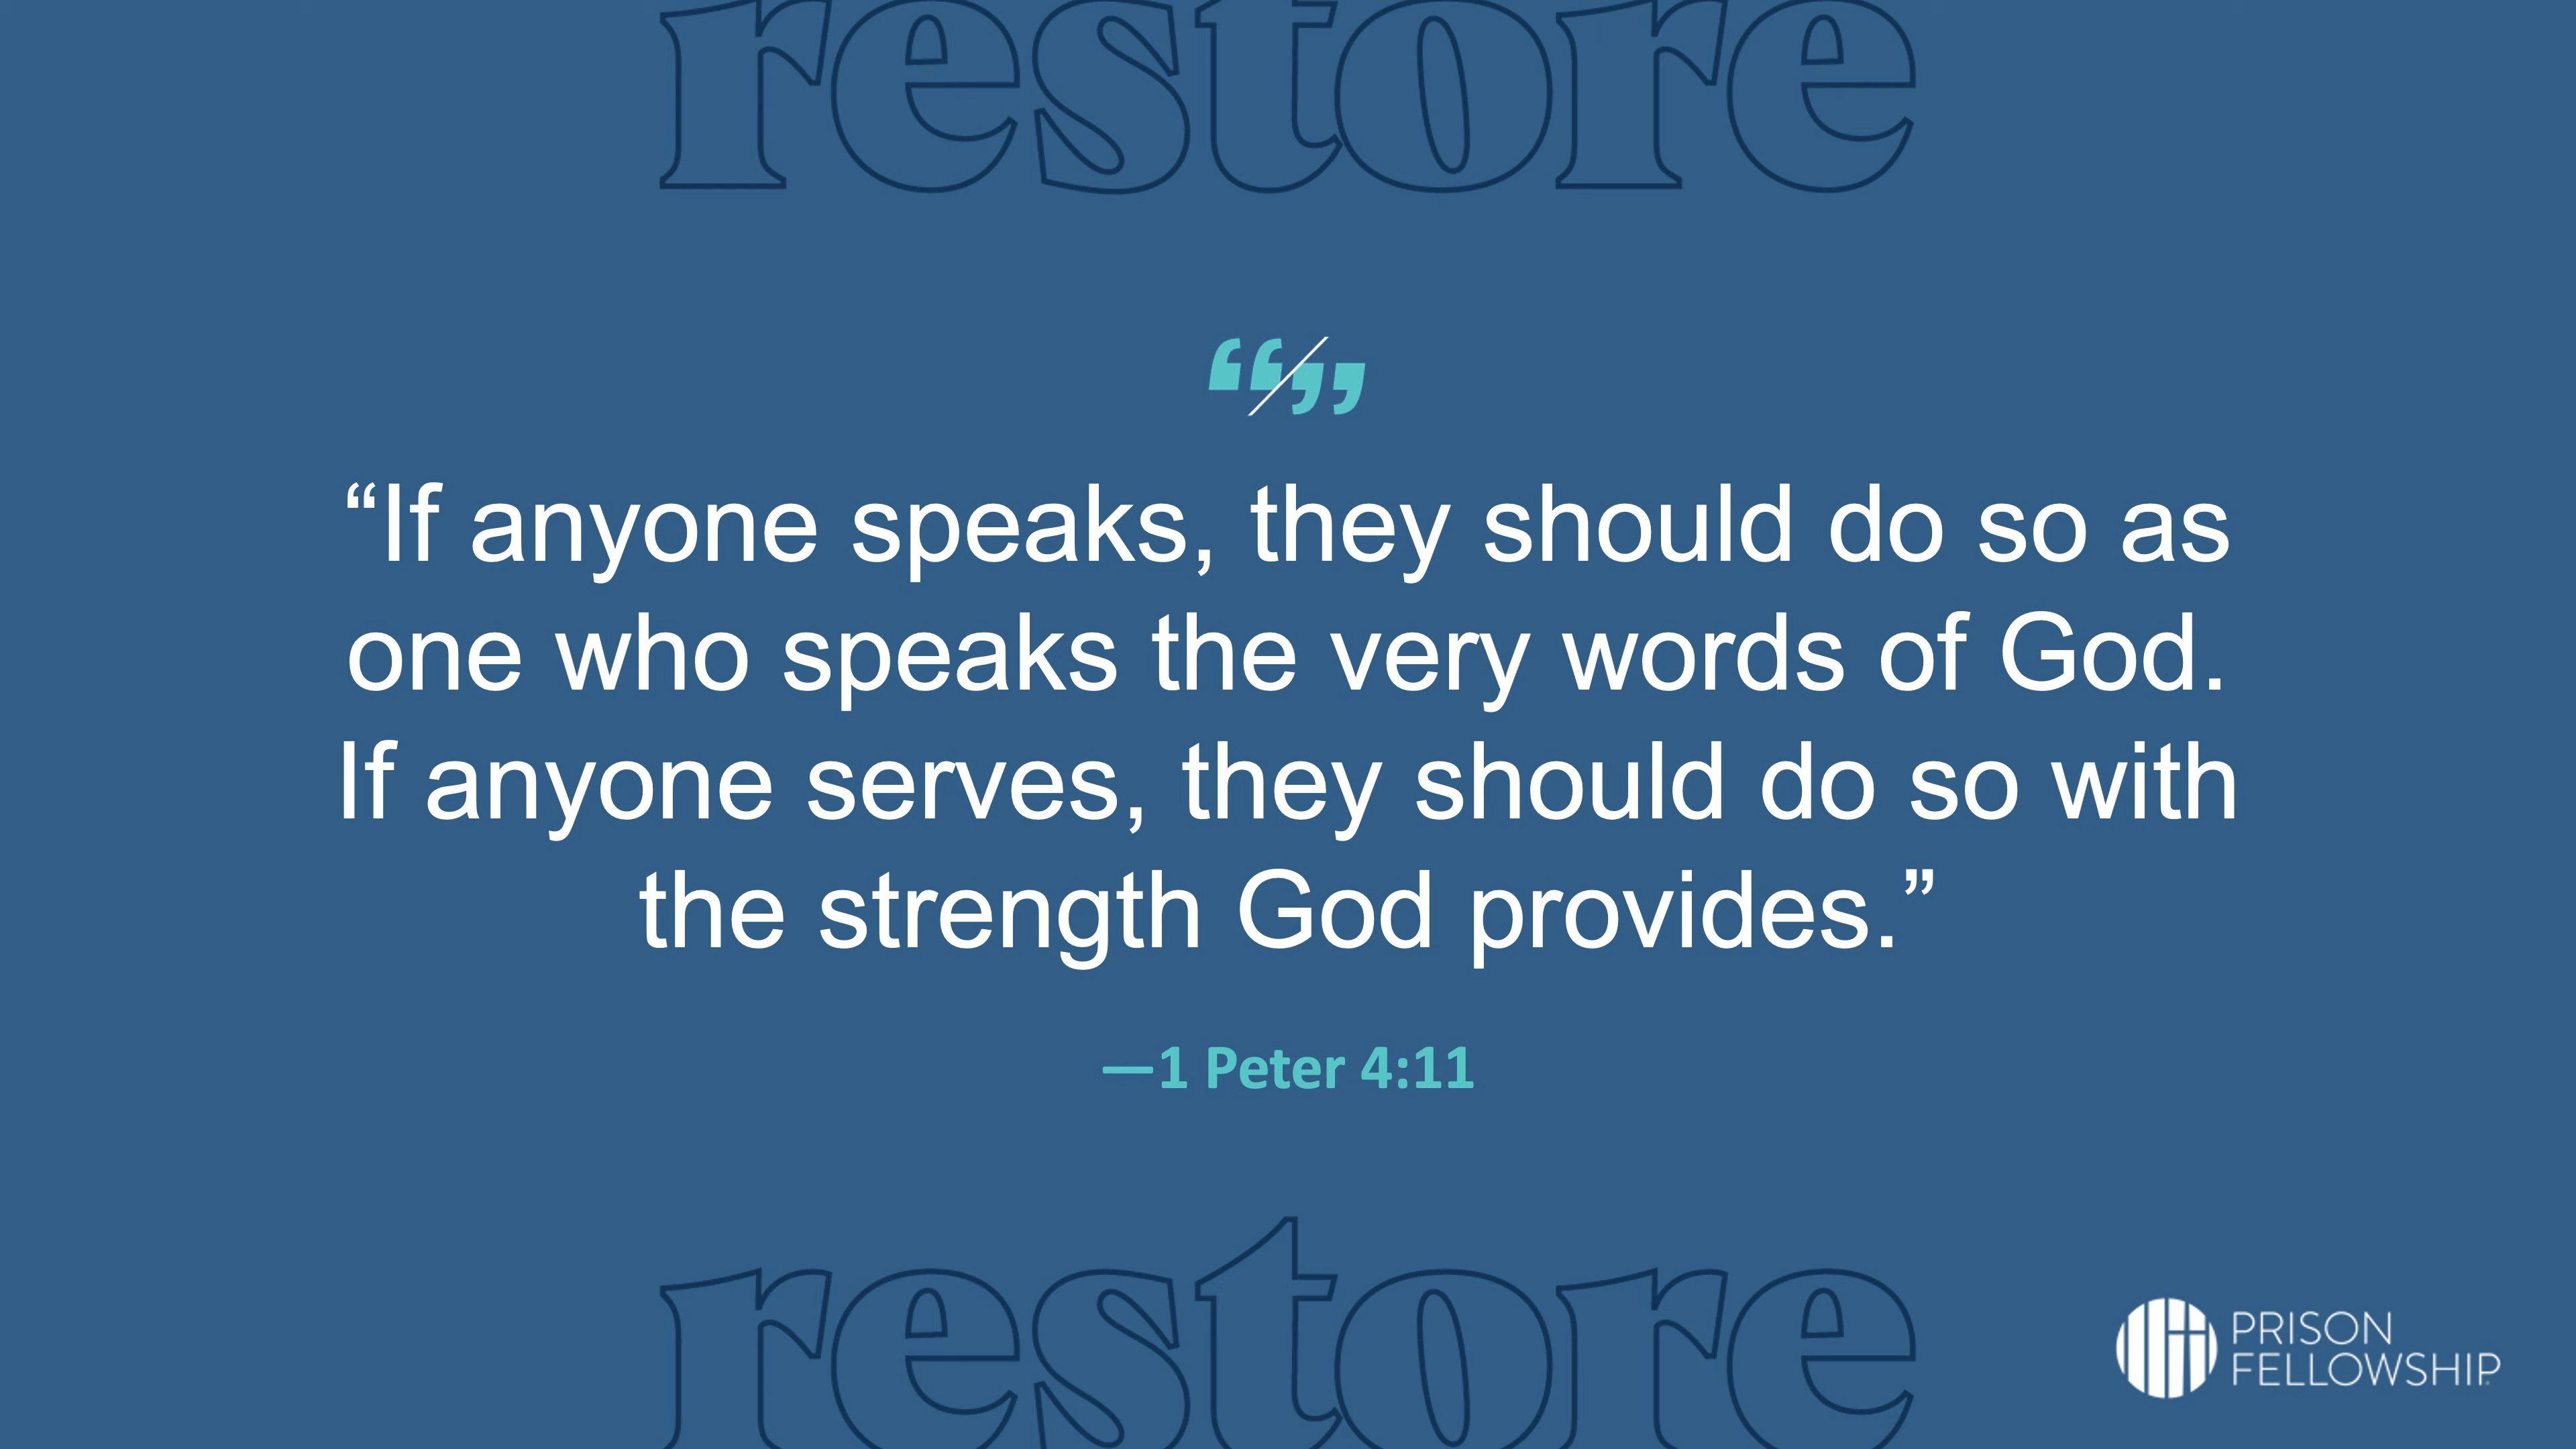 restore
“If anyone speaks, they should do so as
one who speaks the very words of God.
If anyone serves, they should do so with
the strength God provides.”
—1 Peter 4:11
restore
PRISON
FELLOWSHIP